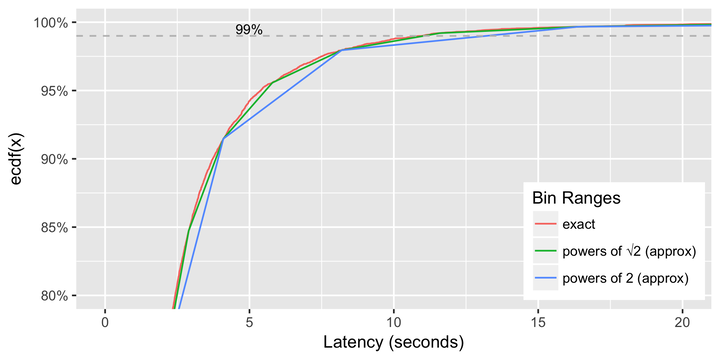 100%
99%
95%
90%
85%
80%
ecdf(x)
Bin Ranges
exact
powers of √2 (approx)
powers of 2 (approx)
0 5 10 15 20
Latency (seconds)